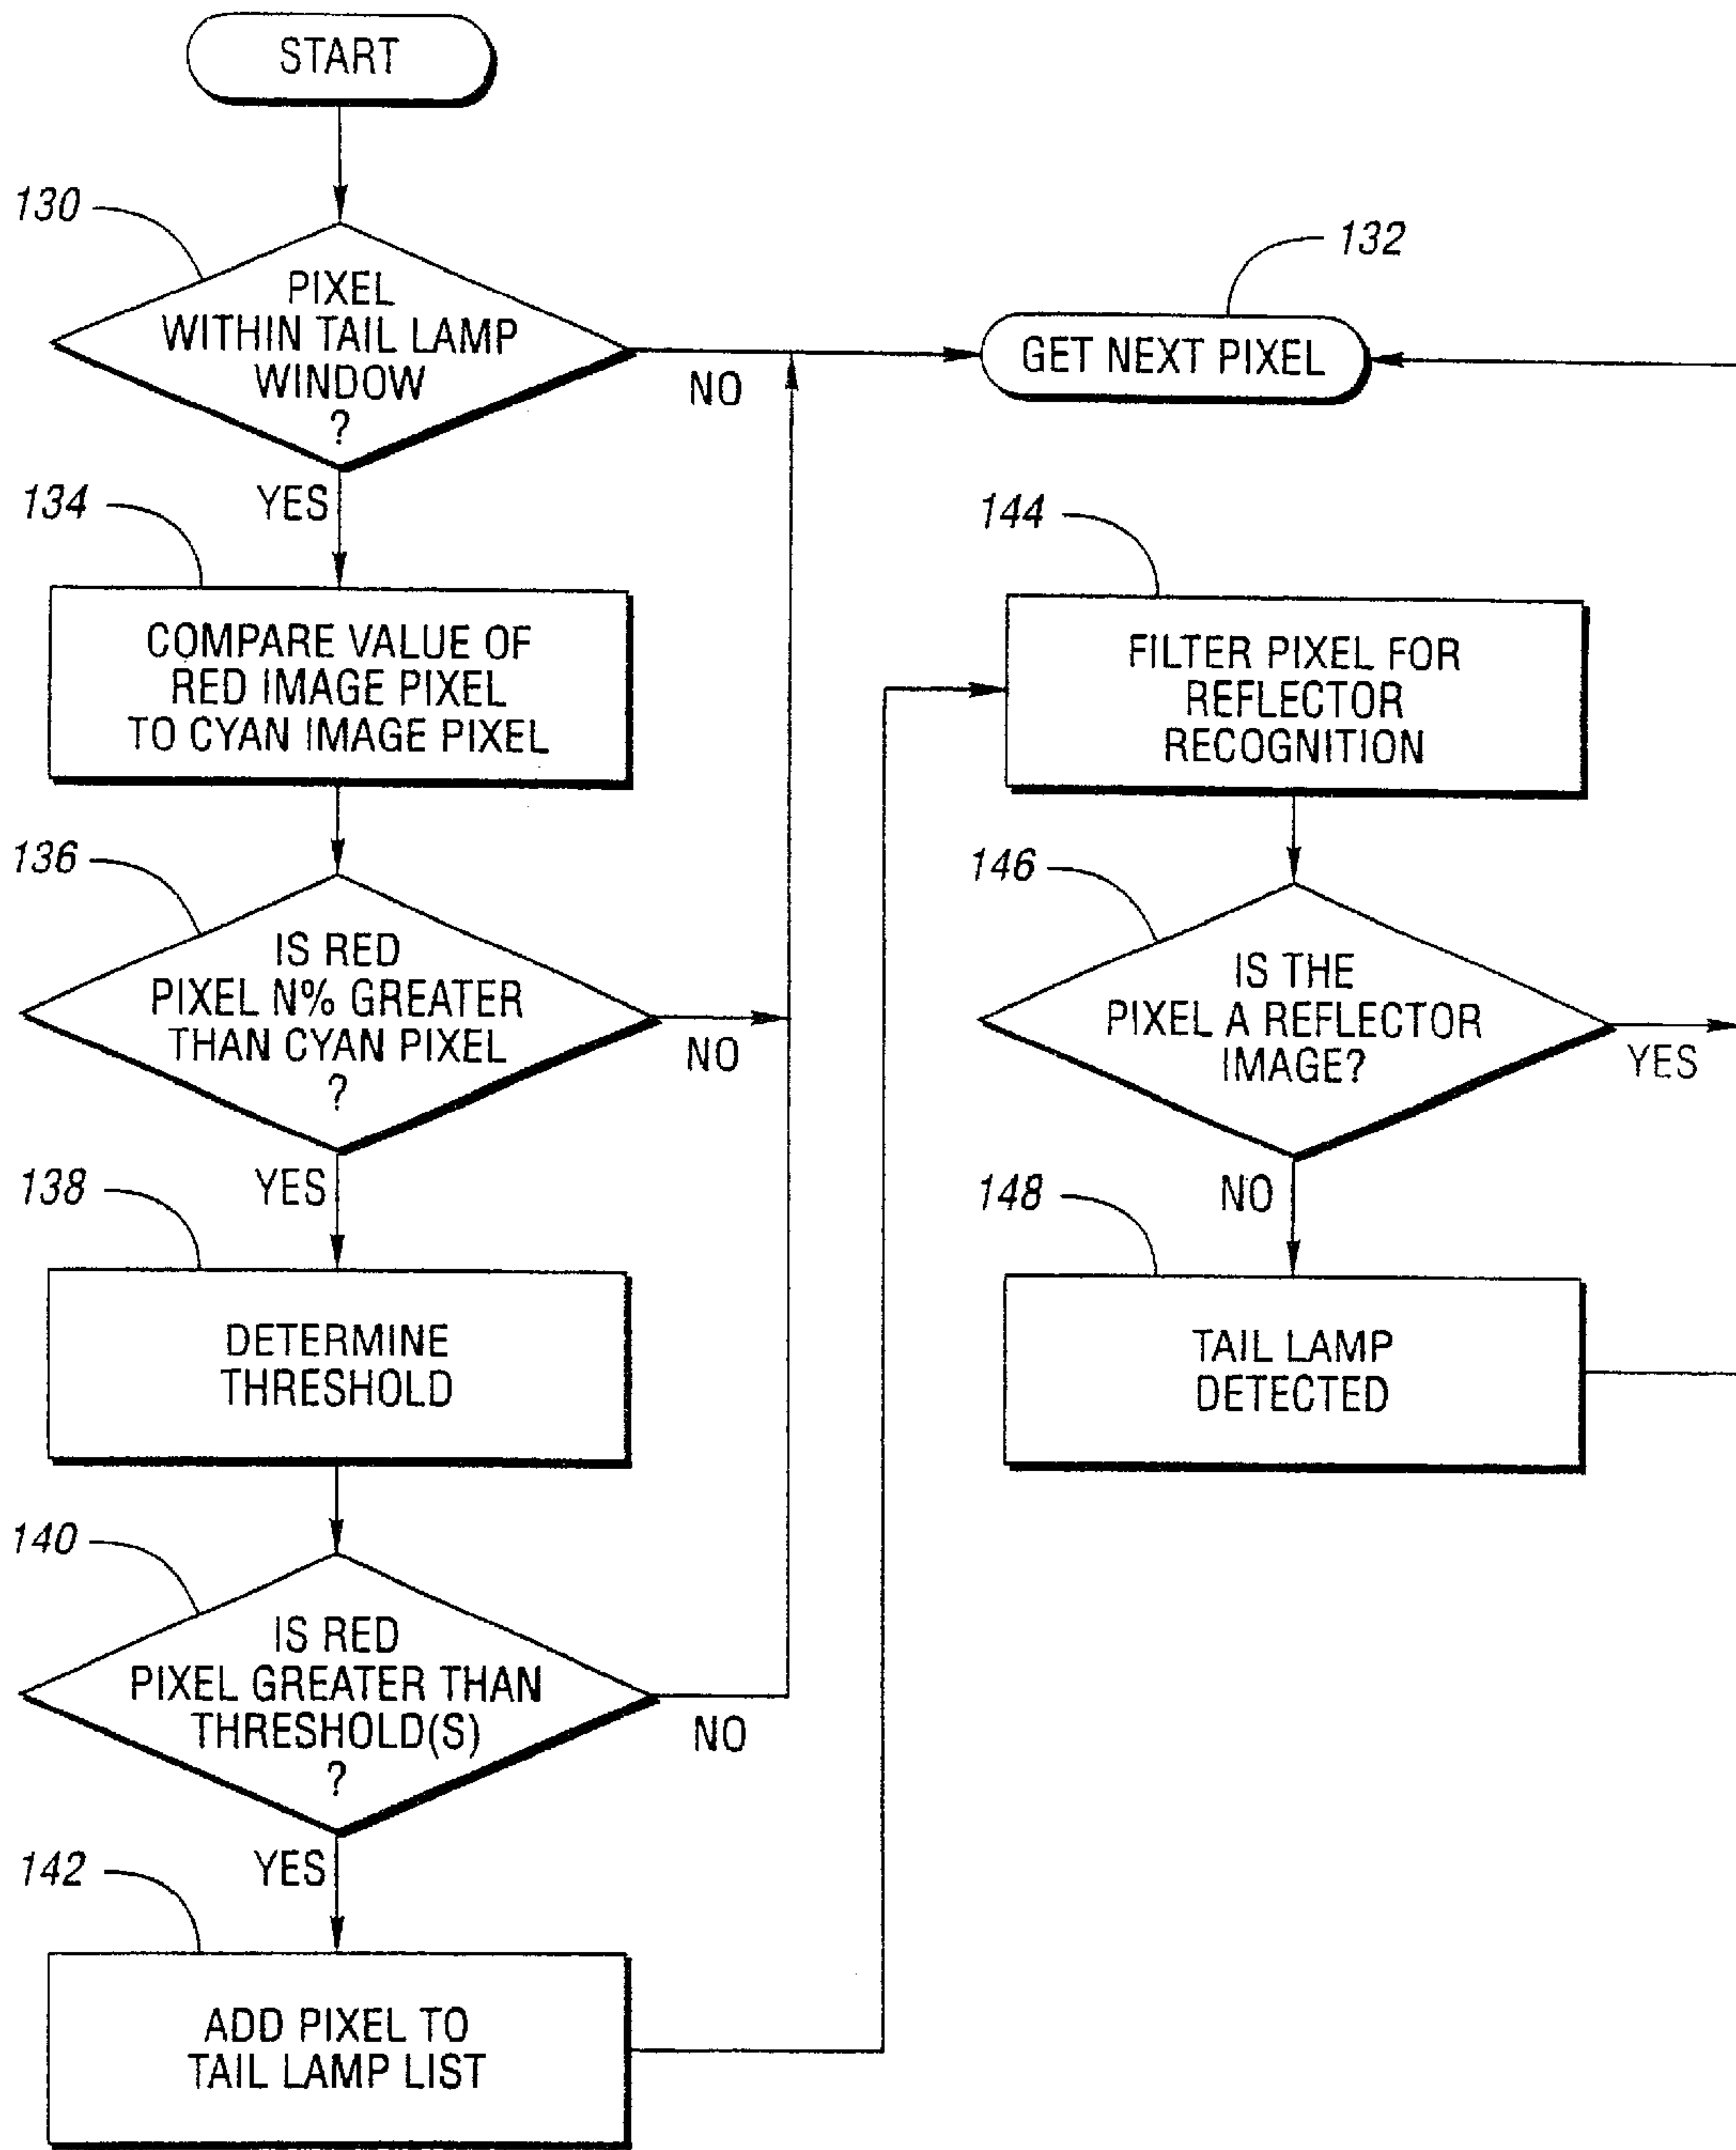 START
130
PIXEL
WITHIN TAIL LAMP
WINDOW
?
NO
YES
132
GET NEXT PIXEL
134
COMPARE VALUE OF
RED IMAGE PIXEL
TO CYAN IMAGE PIXEL
136
IS RED
PIXEL N% GREATER
THAN CYAN PIXEL
?
NO
YES
138
DETERMINE
THRESHOLD
140
IS RED
PIXEL GREATER THAN
THRESHOLD(S)
?
NO
YES
142
ADD PIXEL TO
TAIL LAMP LIST
144
FILTER PIXEL FOR
REFLECTOR
RECOGNITION
146
IS THE
PIXEL A REFLECTOR
IMAGE?
YES
NO
148
TAIL LAMP
DETECTED